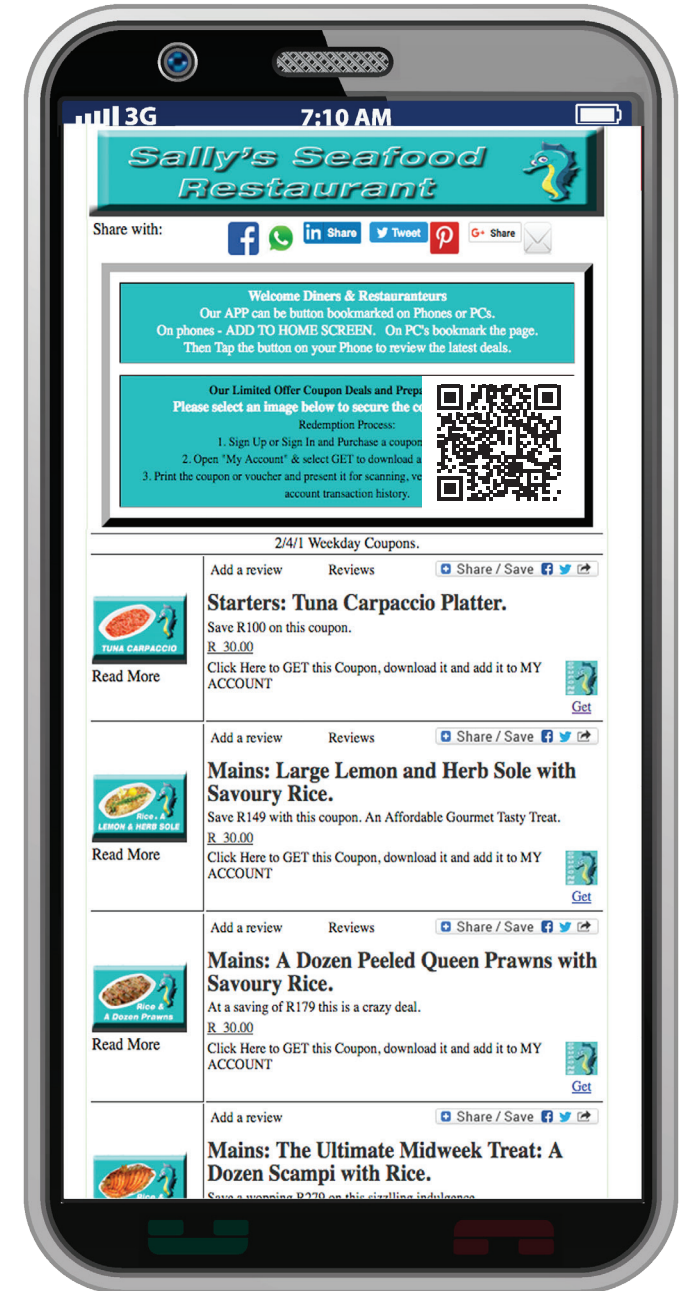 3G
7:10 AM
Sally's Seafood
Restaurant
Share with:
in Share
Tweet
G+ Share
Welcome Diners & Restauranteurs
Our APP can be button bookmarked on Phones or PCs.
On phones - ADD TO HOME SCREEN. On PC's bookmark the page.
Then Tap the button on your Phone to review the latest deals.
Our Limited Offer Coupon Deals and
Please select an image below to secure the
Redemption Process:
1. Sign Up or Sign In and Purchase a coupon
2. Open "My Account" & select GET to download a
3. Print the coupon or voucher and present it for scanning,
account transaction history.
2/4/1 Weekday Coupons.
Add a review Reviews Share / Save
Starters: Tuna Carpaccio Platter.
Save R100 on this coupon.
R 30.00
TUNA CARPACCIO
Read More
Click Here to GET this Coupon, download it and add it to MY
ACCOUNT
Get
Add a review Reviews Share / Save
Mains: Large Lemon and Herb Sole with
Savoury Rice.
Save R149 with this coupon. An Affordable Gourmet Tasty Treat.
R 30.00
Rice. &
LEMON & HERB SOLE
Read More
Click Here to GET this Coupon, download it and add it to MY
ACCOUNT
Get
Add a review Reviews Share / Save
Mains: A Dozen Peeled Queen Prawns with
Savoury Rice.
At a saving of R179 this is a crazy deal.
R 30.00
Rice &
A Dozen Prawns
Read More
Click Here to GET this Coupon, download it and add it to MY
ACCOUNT
Get
Add a review Share / Save
Mains: The Ultimate Midweek Treat: A
Dozen Scampi with Rice.
Save a wopping R279 on this sizzlling indulgence
Rice &